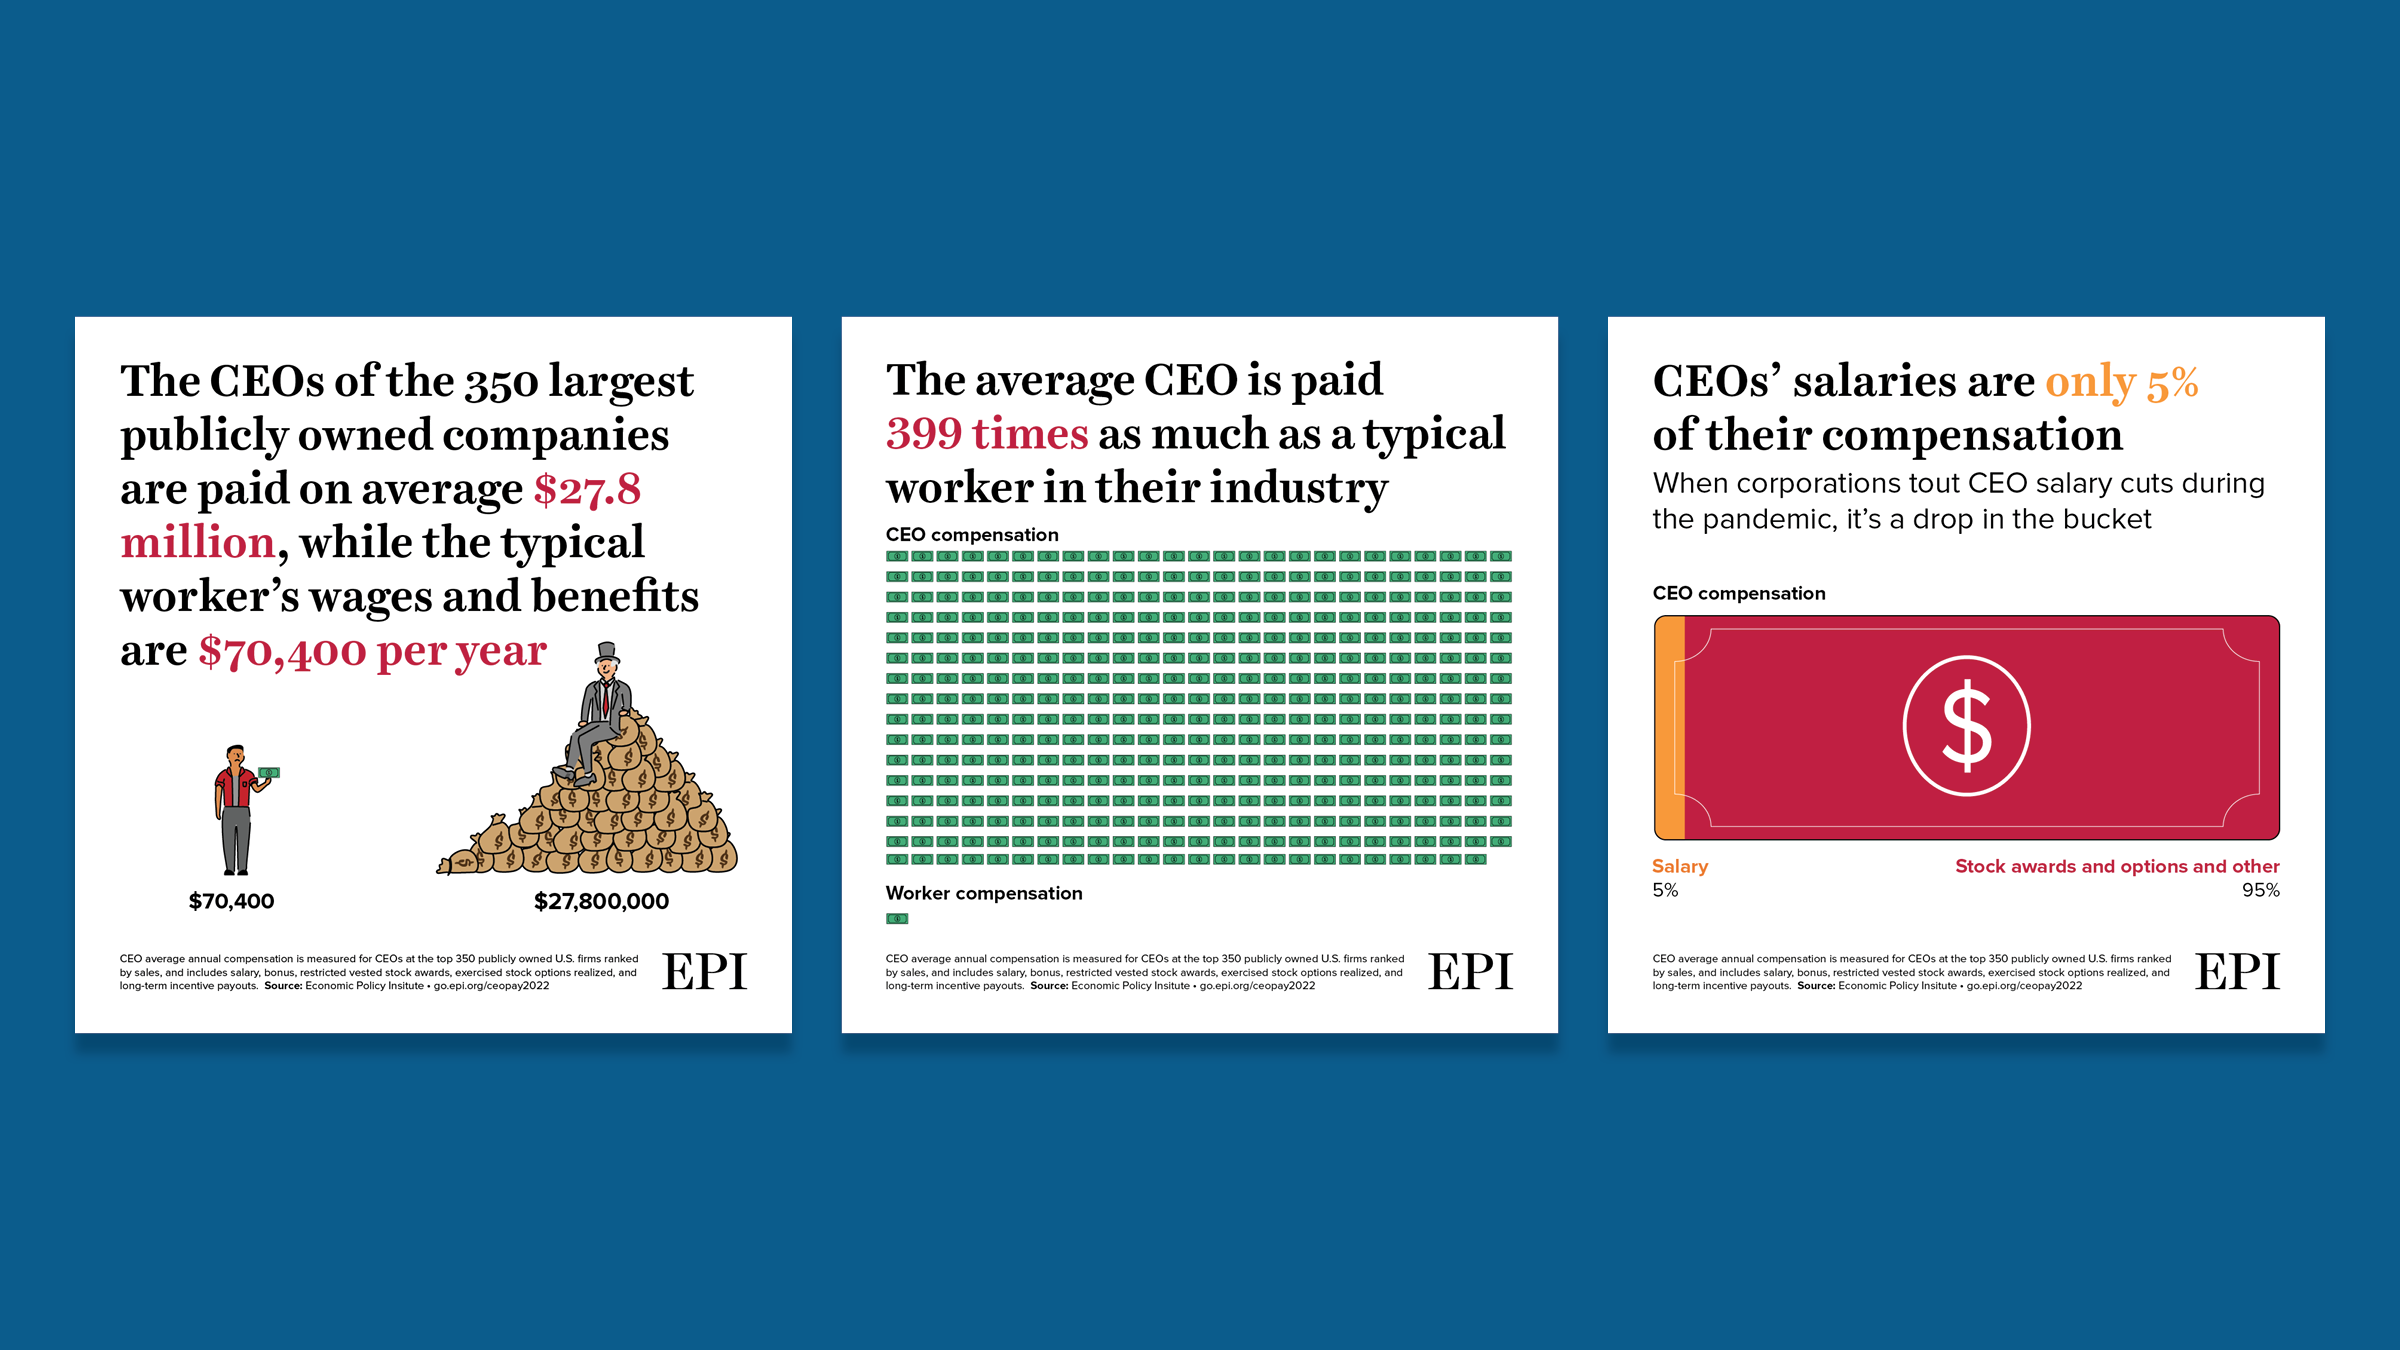 The CEOs of the 350 largest
publicly owned companies
are paid on average $27.8
million, while the typical
worker’s wages and benefits
are $70,400 per year
$70,400
$27,800,000
CEO average annual compensation is measured for CEOs at the top 350 publicly owned U.S. firms ranked
by sales, and includes salary, bonus, restricted vested stock awards, exercised stock options realized, and
long-term incentive payouts. Source: Economic Policy Insitute • go.epi.org/ceopay2022
EPI
The average CEO is paid
399 times as much as a typical
worker in their industry
CEO compensation
Worker compensation
CEO average annual compensation is measured for CEOs at the top 350 publicly owned U.S. firms ranked
by sales, and includes salary, bonus, restricted vested stock awards, exercised stock options realized, and
long-term incentive payouts. Source: Economic Policy Insitute • go.epi.org/ceopay2022
EPI
CEOs’ salaries are only 5%
of their compensation
When corporations tout CEO salary cuts during
the pandemic, it’s a drop in the bucket
CEO compensation
$
Salary
5%
Stock awards and options and other
95%
CEO average annual compensation is measured for CEOs at the top 350 publicly owned U.S. firms ranked
by sales, and includes salary, bonus, restricted vested stock awards, exercised stock options realized, and
long-term incentive payouts. Source: Economic Policy Insitute • go.epi.org/ceopay2022
EPI